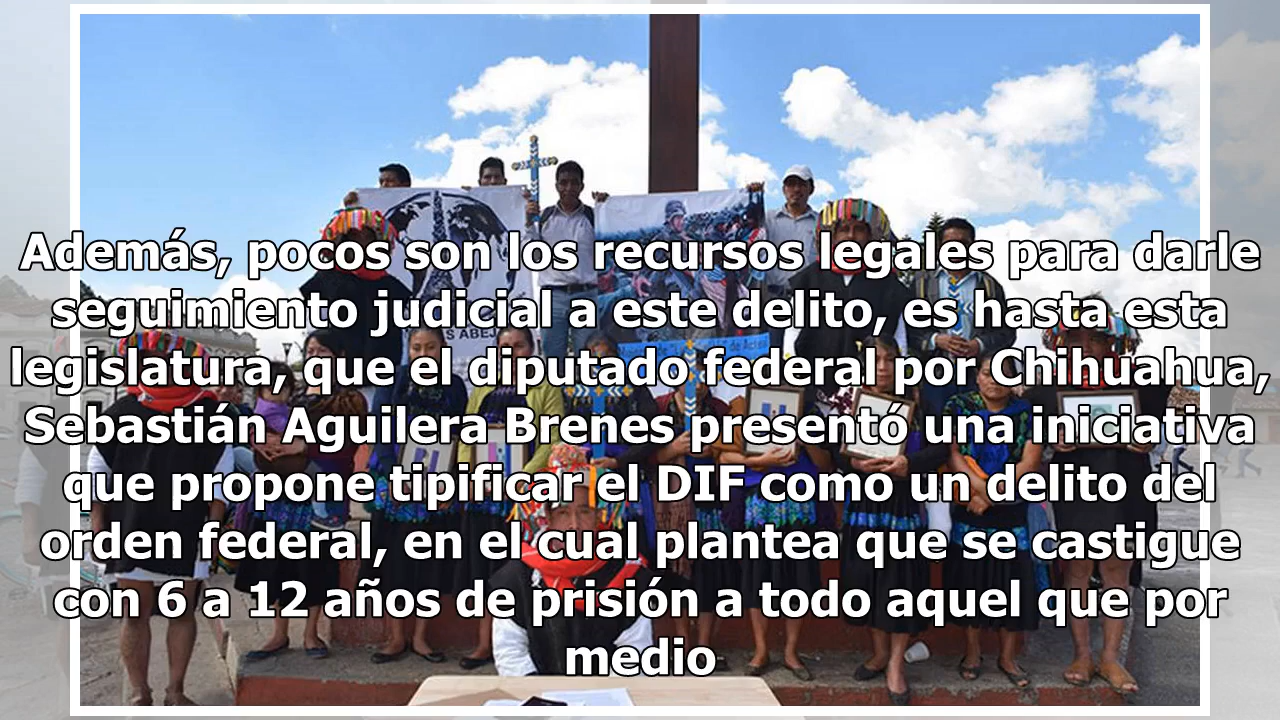 Además, pocos son los recursos legales para darle
seguimiento judicial a este delito, es hasta esta
legislatura, que el diputado federal por Chihuahua,
Sebastián Aguilera Brenes presentó una iniciativa
que propone tipificar el DIF como un delito del
orden federal, en el cual plantea que se castigue
con 6 a 12 años de prisión a todo aquel que por
medio